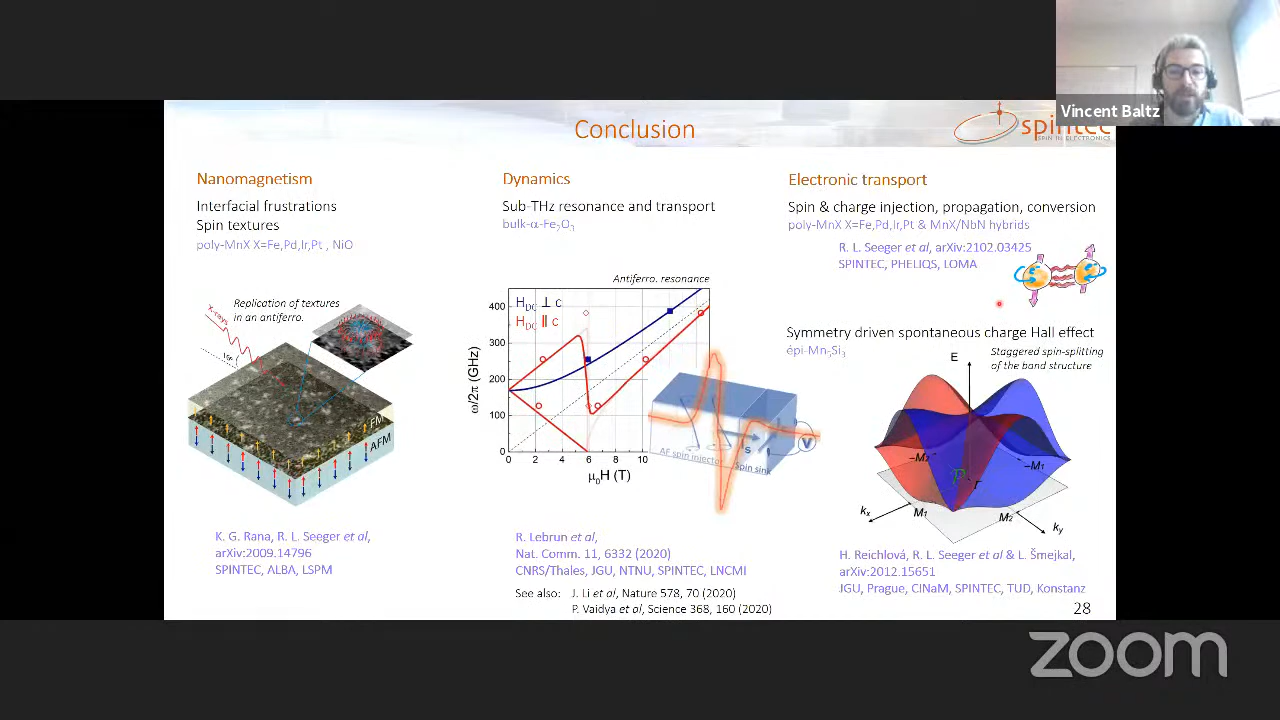 Vincent Baltz
Conclusion
spintec
SPIN IN ELECTRONICS
Nanomagnetism
Interfacial frustrations
Spin textures
poly-MnX X=Fe,Pd,Ir,Pt , NiO
Replication of textures
in an antiferro.
X-rays
16°
FM
AFM
K. G. Rana, R. L. Seeger et al,
arXiv:2009.14796
SPINTEC, ALBA, LSPM
Dynamics
Sub-THz resonance and transport
bulk-α-Fe₂O₃
Antiferro. resonance
H_DC ⊥ c
H_DC ∥ c
400
300
200
100
0
ω/2π (GHz)
0 2 4 6 8 10
μ₀H (T)
AF spin injector
Spin sink
V
R. Lebrun et al,
Nat. Comm. 11, 6332 (2020)
CNRS/Thales, JGU, NTNU, SPINTEC, LNCMI
See also: J. Li et al, Nature 578, 70 (2020)
P. Vaidya et al, Science 368, 160 (2020)
Electronic transport
Spin & charge injection, propagation, conversion
poly-MnX X=Fe,Pd,Ir,Pt & MnX/NbN hybrids
R. L. Seeger et al, arXiv:2102.03425
SPINTEC, PHELIQS, LOMA
Symmetry driven spontaneous charge Hall effect
épi-Mn₅Si₃
Staggered spin-splitting
of the band structure
E
−M₂
−M₁
Γ
M₁
M₂
kₓ
k_y
H. Reichlová, R. L. Seeger et al & L. Šmejkal,
arXiv:2012.15651
JGU, Prague, CINaM, SPINTEC, TUD, Konstanz
28
zoom